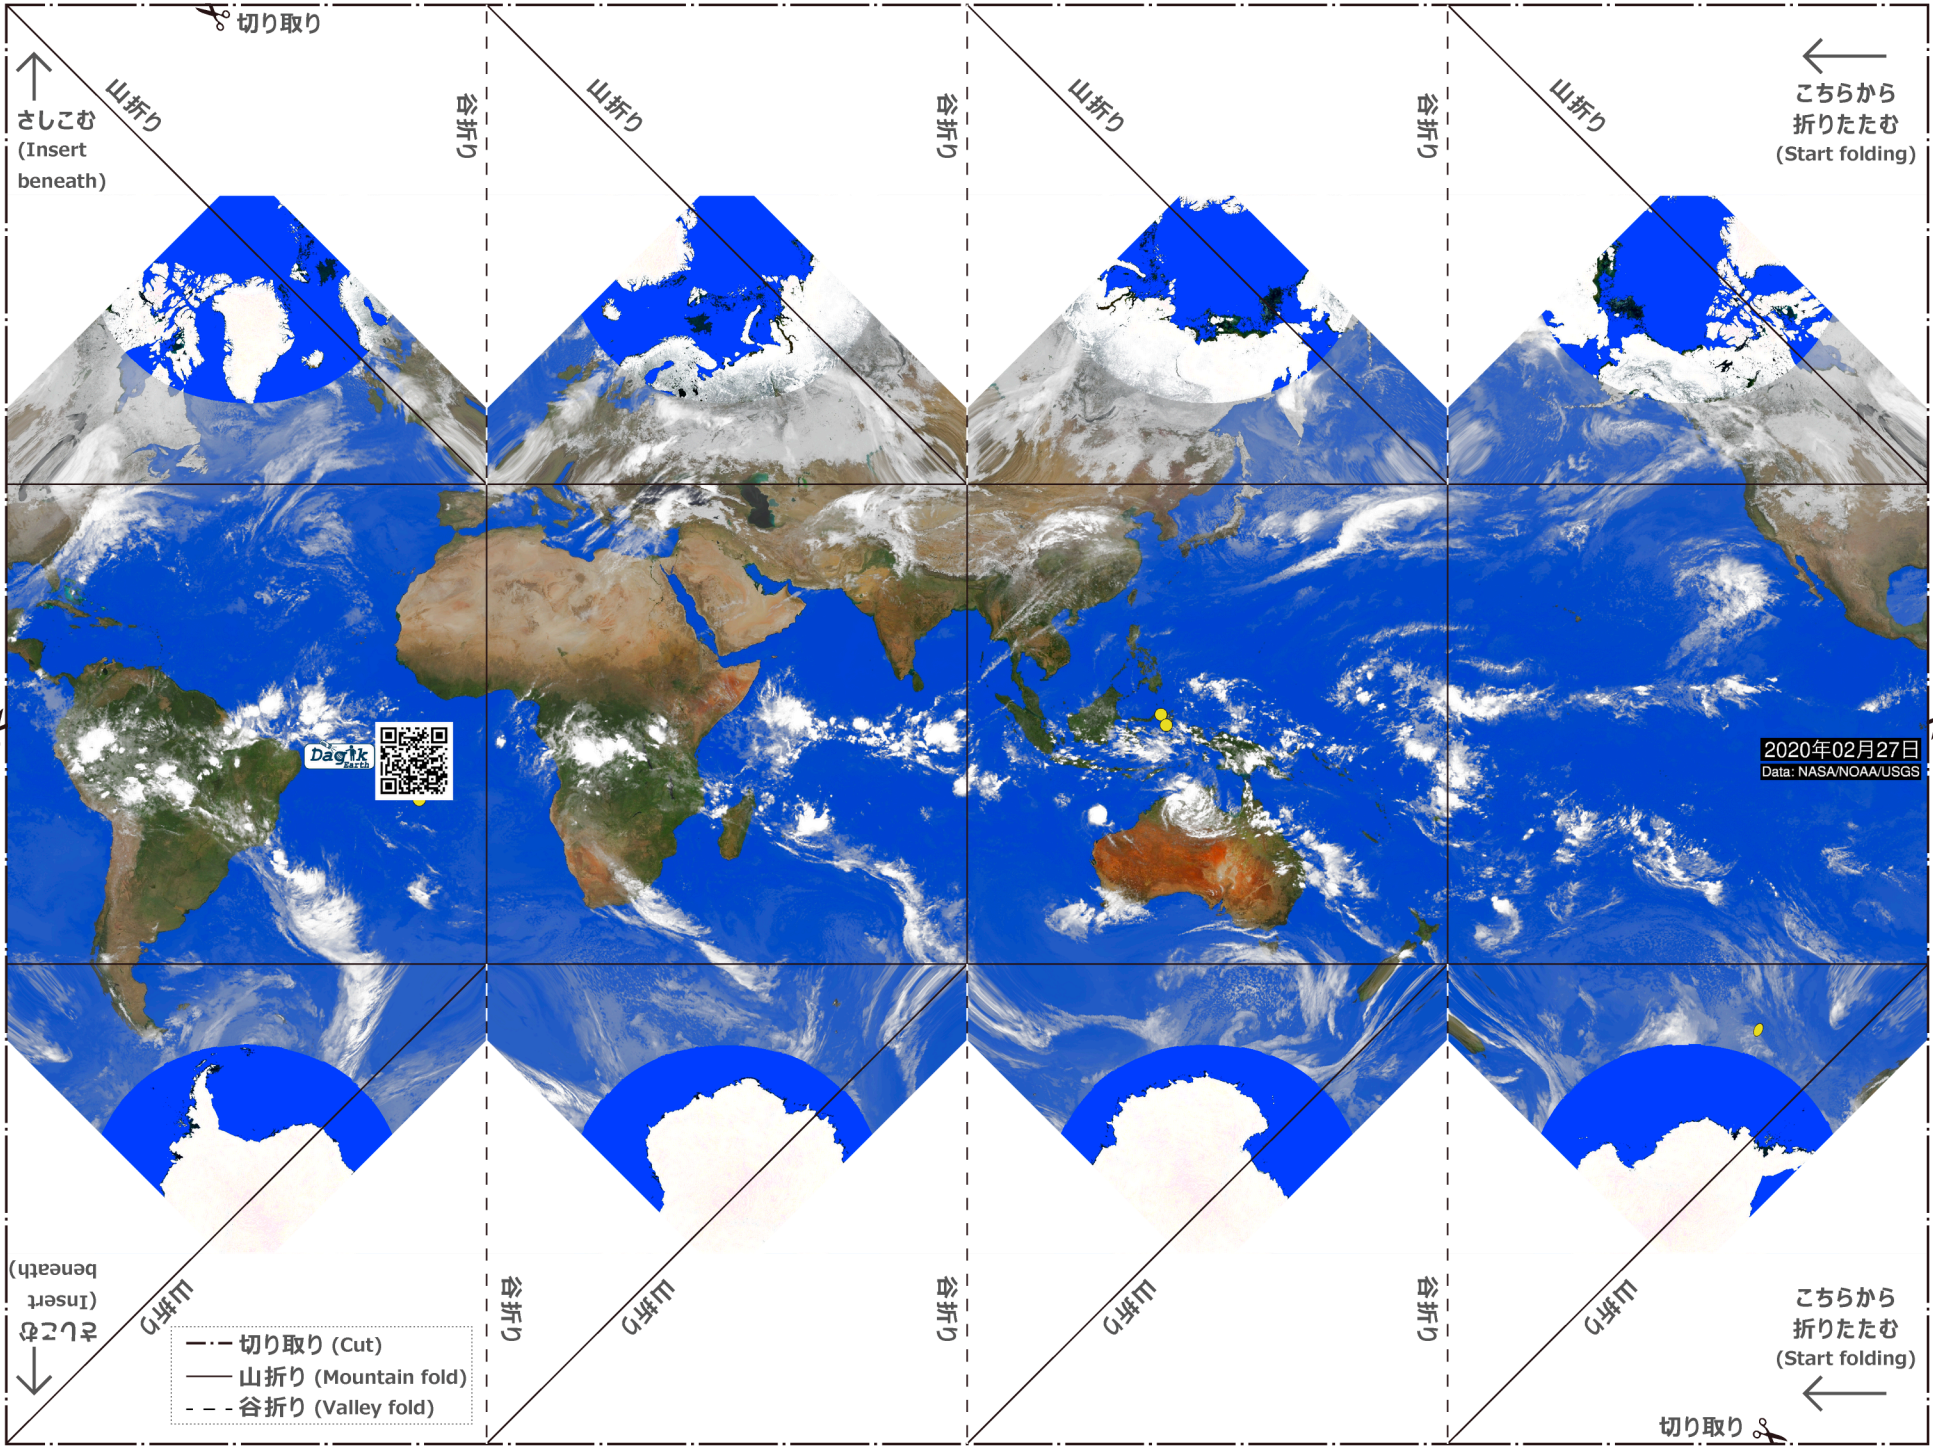 切り取り
さしこむ
(Insert
beneath)
山折り
谷折り
山折り
谷折り
山折り
谷折り
山折り
こちらから
折りたたむ
(Start folding)
Dagik
Earth
2020年02月27日
Data: NASA/NOAA/USGS
さしこむ
(Insert
beneath)
山折り
谷折り
山折り
谷折り
山折り
谷折り
山折り
こちらから
折りたたむ
(Start folding)
切り取り (Cut)
山折り (Mountain fold)
谷折り (Valley fold)
切り取り